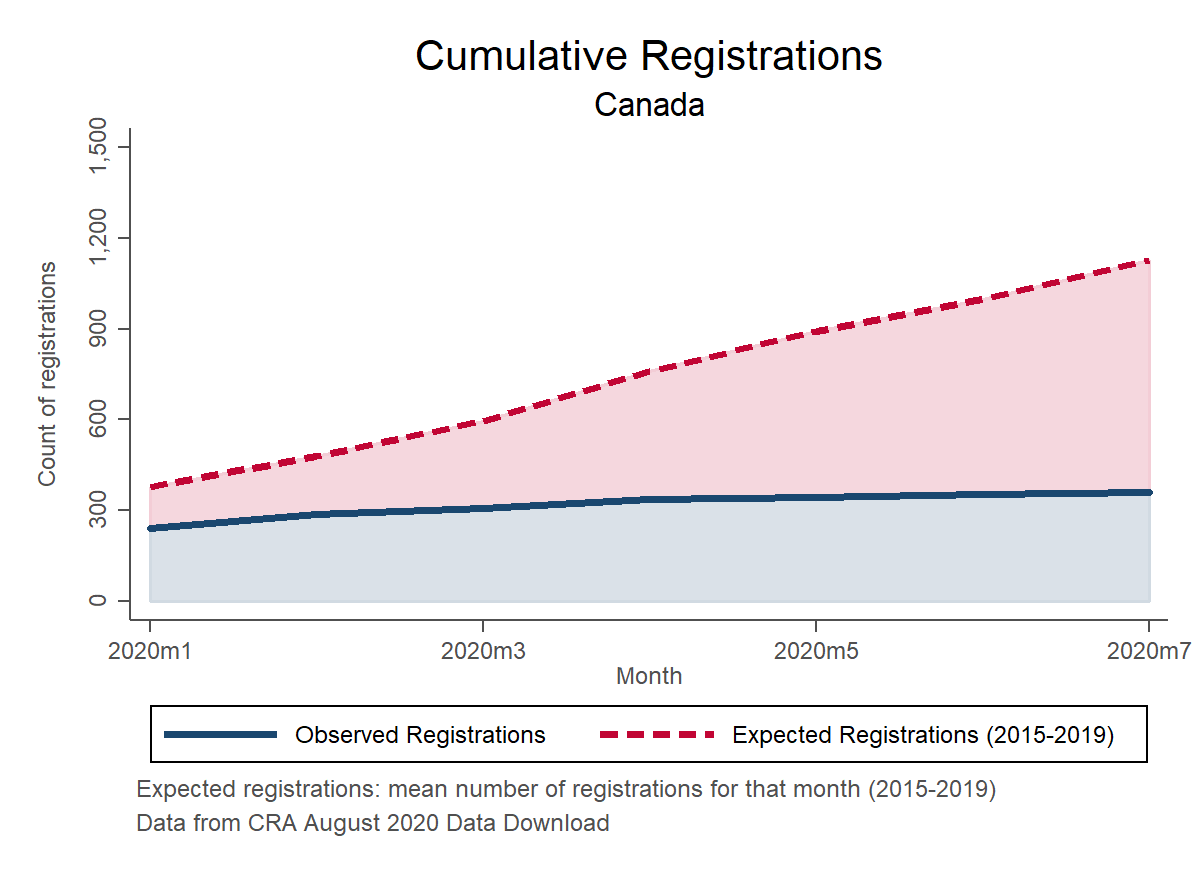 Cumulative Registrations
Canada
1,500
1,200
900
600
300
0
Count of registrations
2020m1 2020m3 2020m5 2020m7
Month
Observed Registrations Expected Registrations (2015-2019)
Expected registrations: mean number of registrations for that month (2015-2019)
Data from CRA August 2020 Data Download